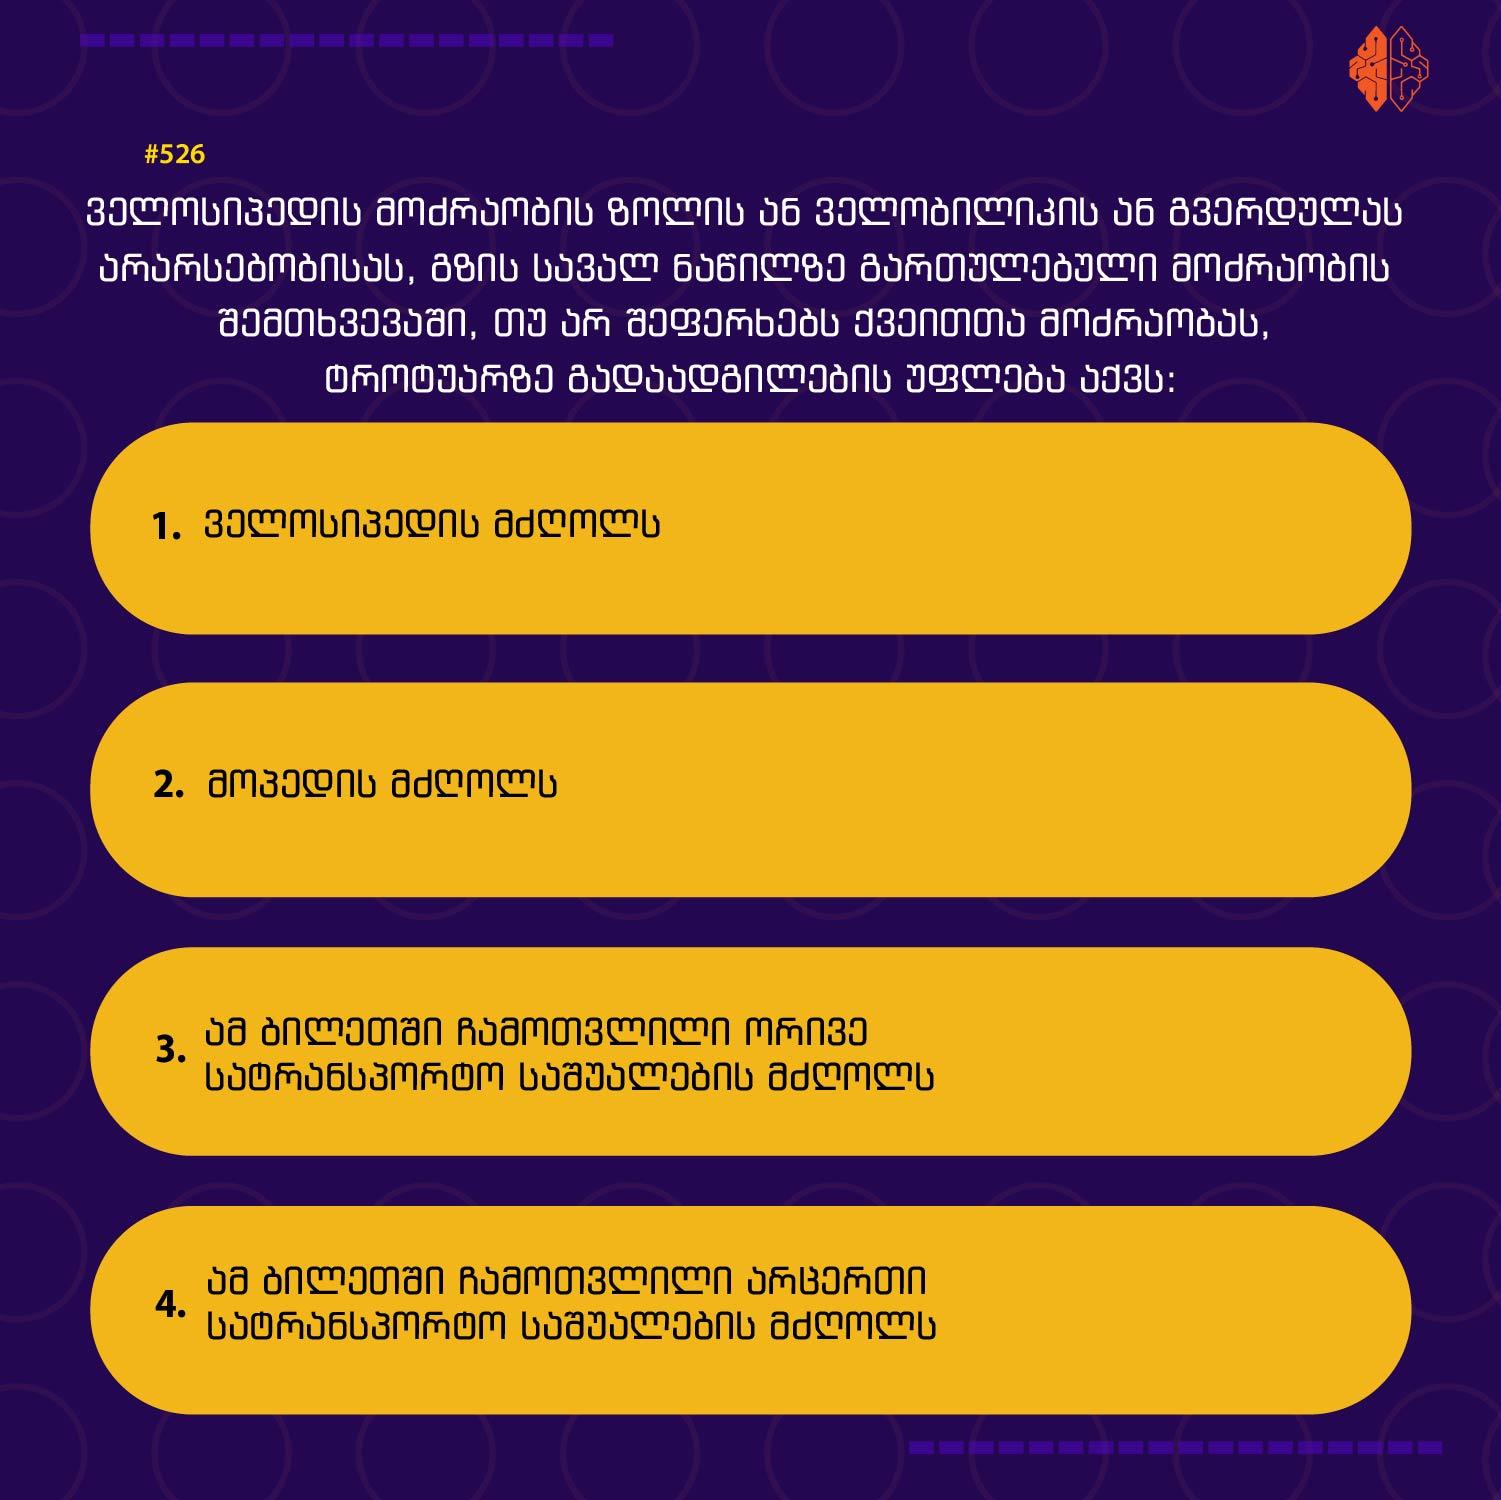 #526
ველოსიპედის მოძრაობის ზოლის ან ველობილიკის ან გვერდულას
არარსებობისას, გზის სავალ ნაწილზე გართულებული მოძრაობის
შემთხვევაში, თუ არ შეფერხებს ქვეითთა მოძრაობას,
ტროტუარზე გადაადგილების უფლება აქვს:
1. ველოსიპედის მძღოლს
2. მოპედის მძღოლს
3. ამ ბილეთში ჩამოთვლილი ორივე
სატრანსპორტო საშუალების მძღოლს
4. ამ ბილეთში ჩამოთვლილი არცერთი
სატრანსპორტო საშუალების მძღოლს